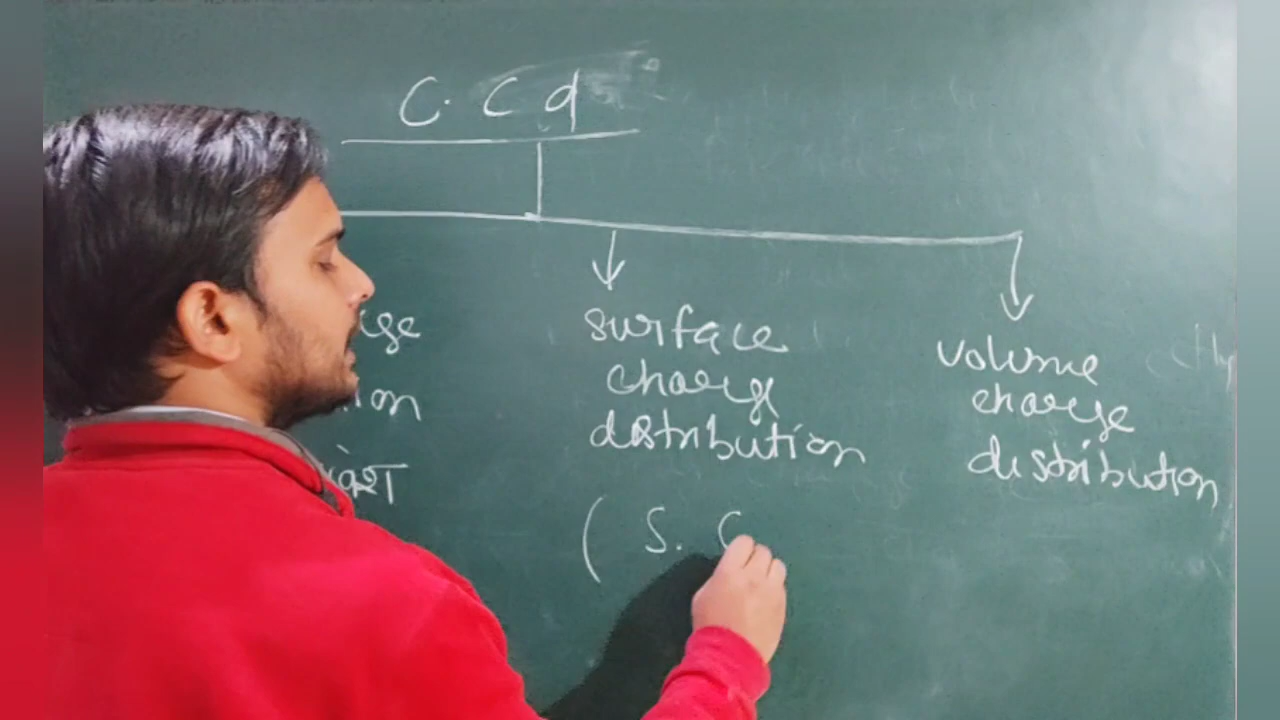 C. C d
surface
charge
distribution
volume
charge
distribution
( S. C